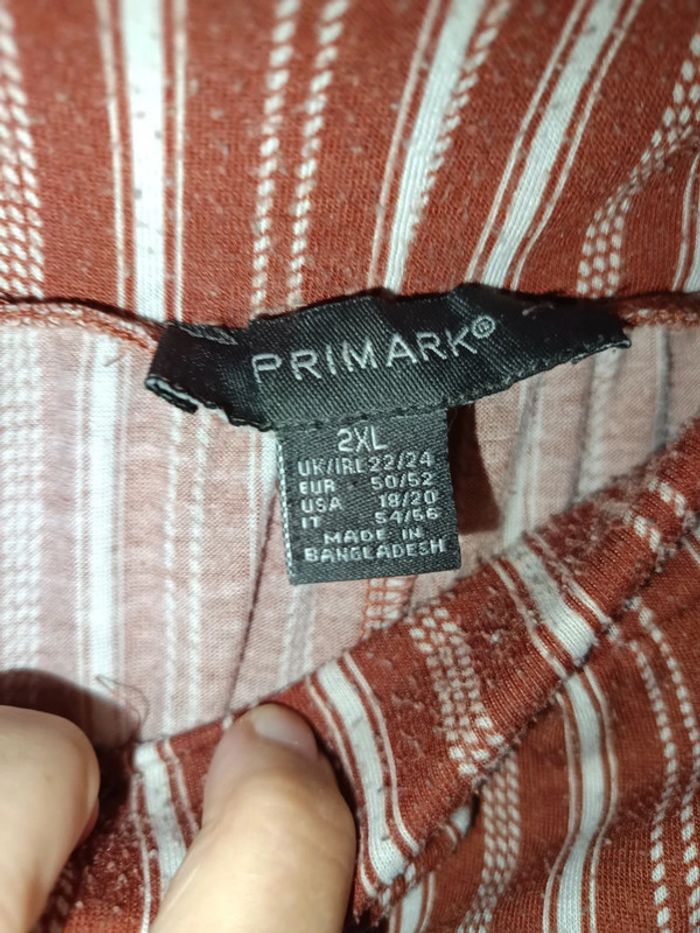 PRIMARK®
2XL
UK/IRL 22/24
EUR 50/52
USA 18/20
IT 54/56
MADE IN
BANGLADESH